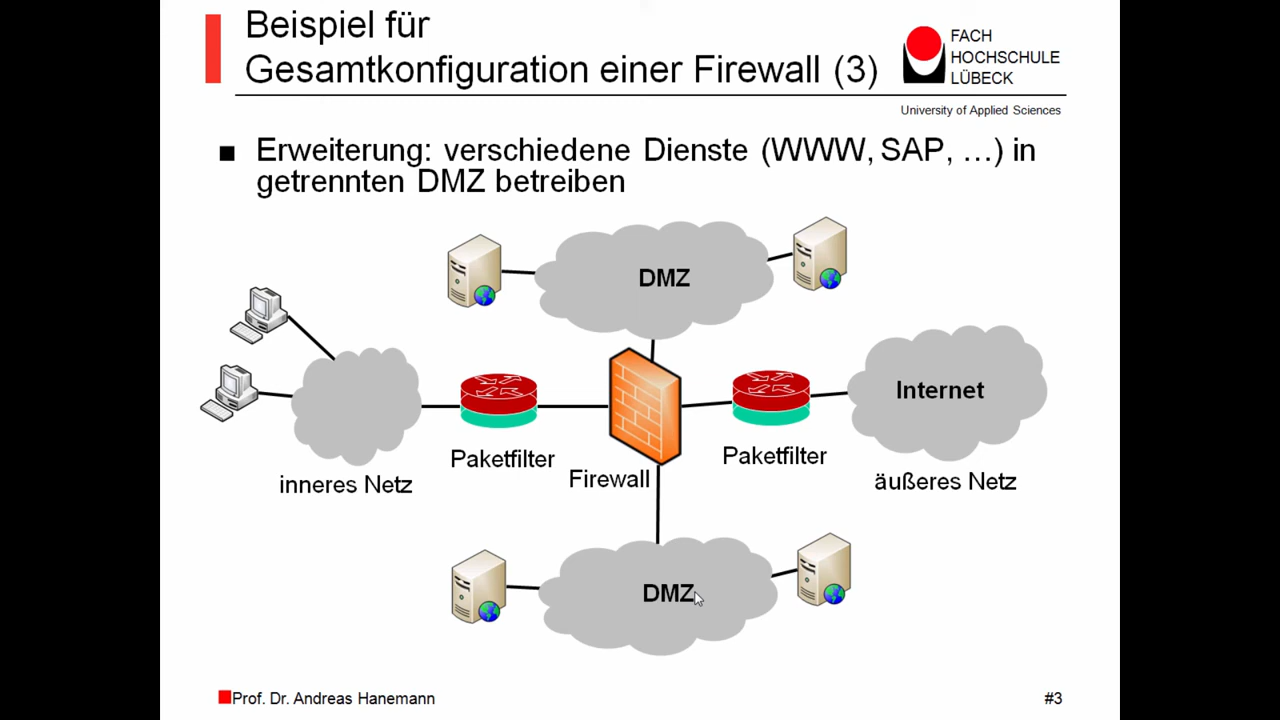 Beispiel für
Gesamtkonfiguration einer Firewall (3)
FACH
HOCHSCHULE
LÜBECK
University of Applied Sciences
■ Erweiterung: verschiedene Dienste (WWW, SAP, …) in
getrennten DMZ betreiben
DMZ
Internet
Paketfilter
Paketfilter
Firewall
inneres Netz
äußeres Netz
DMZ
Prof. Dr. Andreas Hanemann
#3